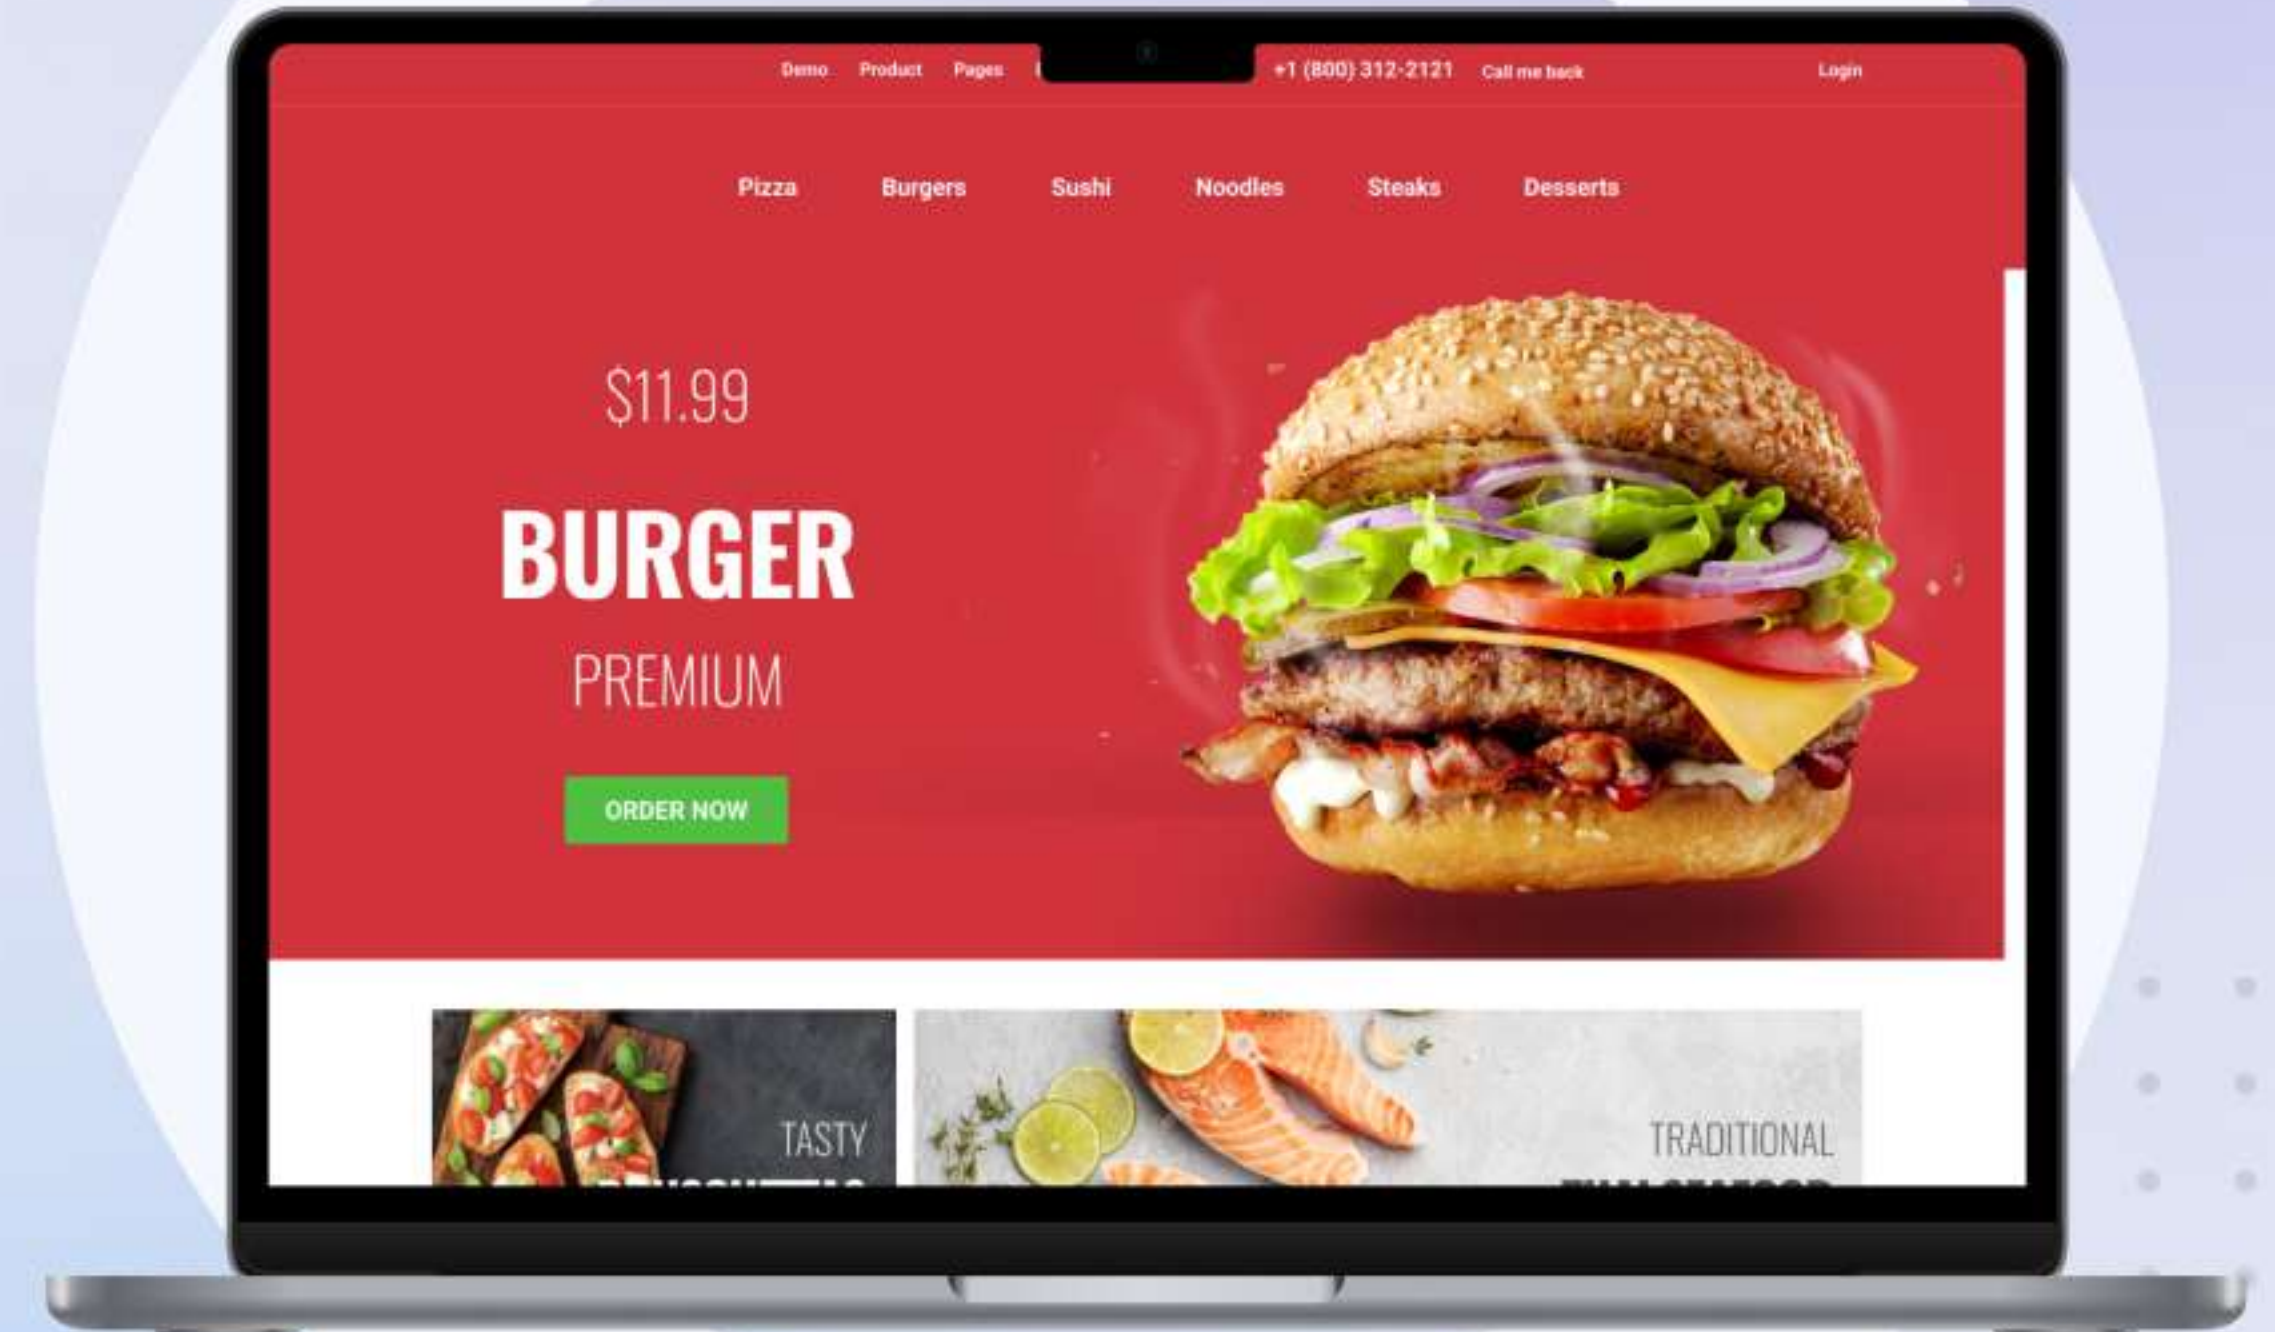 Demo Product Pages +1 (800) 312-2121 Call me back Login
Pizza Burgers Sushi Noodles Steaks Desserts
$11.99
BURGER
PREMIUM
ORDER NOW
TASTY
TRADITIONAL